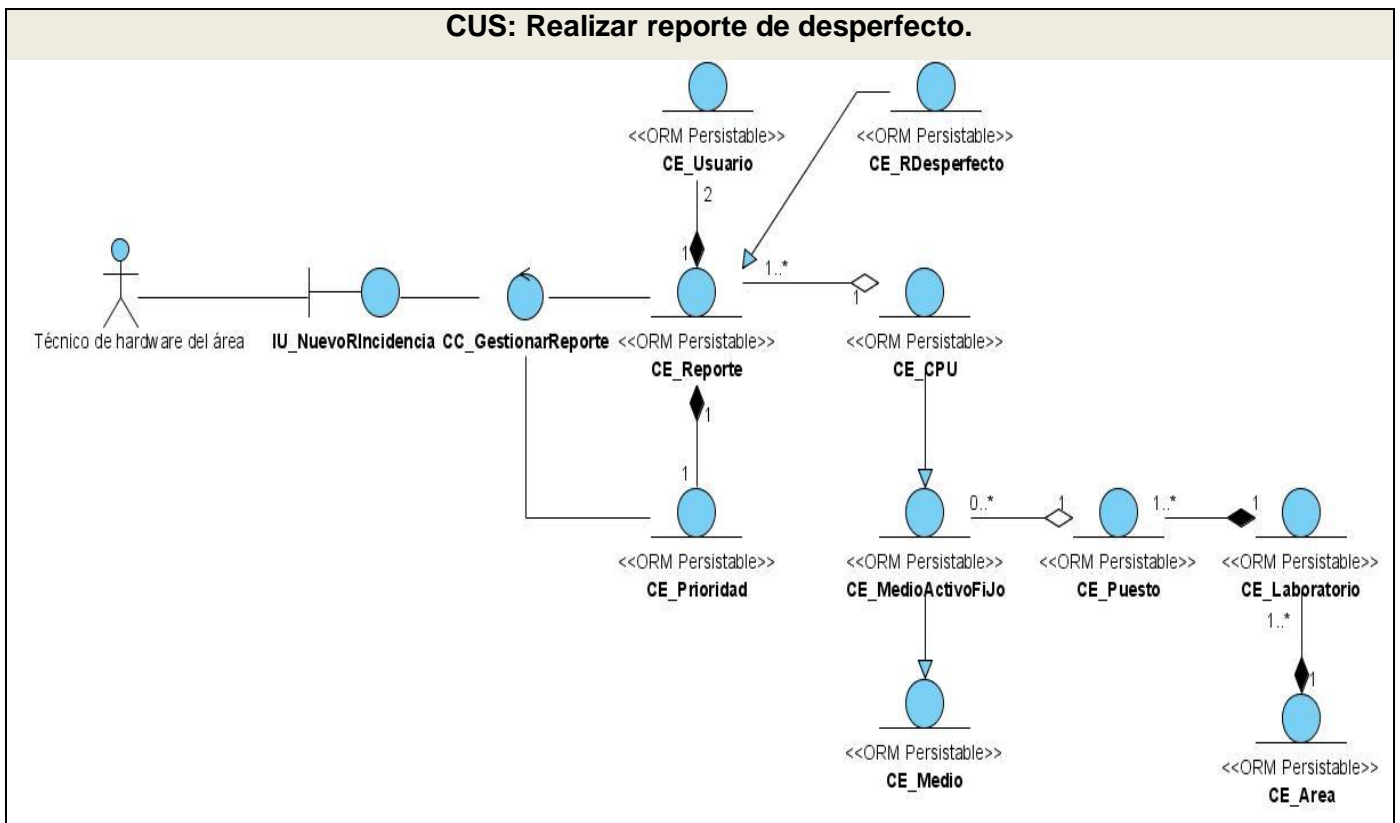 CUS: Realizar reporte de desperfecto.
<<ORM Persistable>>
CE_Usuario
<<ORM Persistable>>
CE_RDesperfecto
2
1
1..*
1
Técnico de hardware del área
IU_NuevoRIncidencia
CC_GestionarReporte
<<ORM Persistable>>
CE_Reporte
<<ORM Persistable>>
CE_CPU
1
1
0..*
1
1..*
1
<<ORM Persistable>>
CE_Prioridad
<<ORM Persistable>>
CE_MedioActivoFiJo
<<ORM Persistable>>
CE_Puesto
<<ORM Persistable>>
CE_Laboratorio
1..*
1
<<ORM Persistable>>
CE_Medio
<<ORM Persistable>>
CE_Area